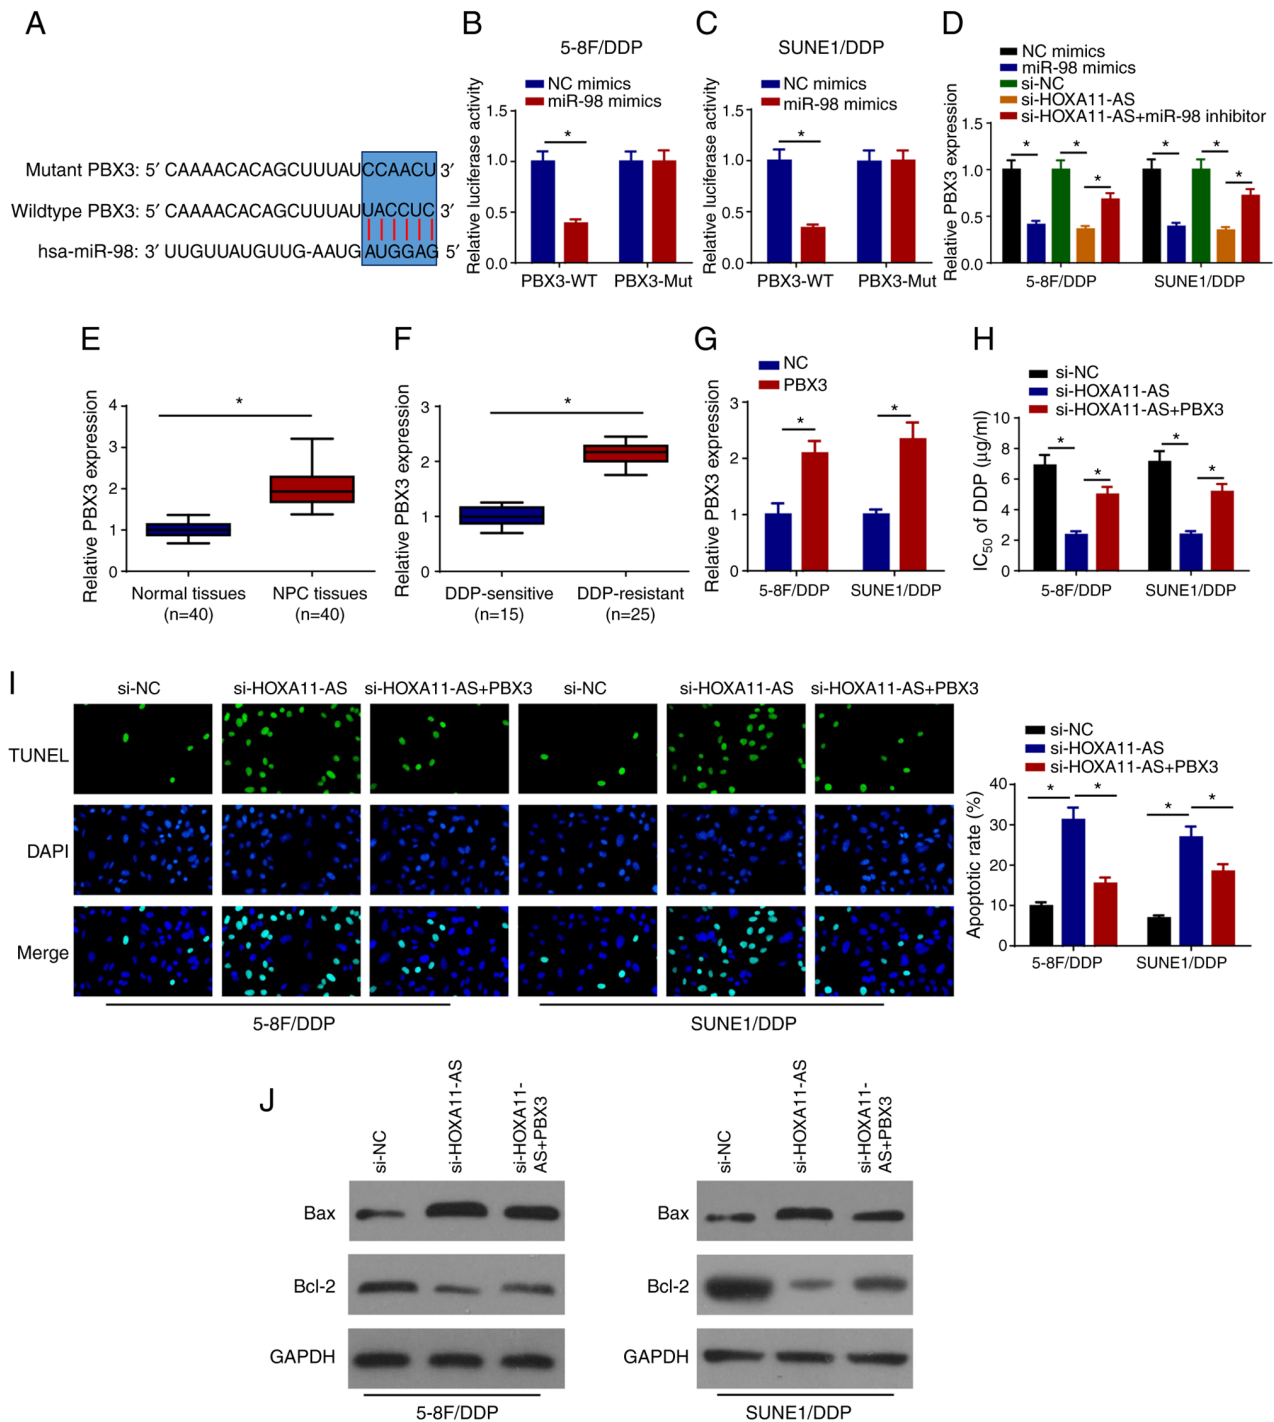 A
Mutant PBX3: 5′ CAAAACACAGCUUUAUCCAACU 3′
Wildtype PBX3: 5′ CAAAACACAGCUUUAUUACCUC 3′
hsa-miR-98: 3′ UUGUUAUGUUG-AAUGAUGGAG 5′
B
5-8F/DDP
NC mimics
miR-98 mimics
Relative luciferase activity
1.5
1.0
0.5
0.0
*
PBX3-WT PBX3-Mut
C
SUNE1/DDP
NC mimics
miR-98 mimics
Relative luciferase activity
1.5
1.0
0.5
0.0
*
PBX3-WT PBX3-Mut
D
NC mimics
miR-98 mimics
si-NC
si-HOXA11-AS
si-HOXA11-AS+miR-98 inhibitor
Relative PBX3 expression
1.5
1.0
0.5
0.0
* * * * * *
5-8F/DDP SUNE1/DDP
E
Relative PBX3 expression
4
3
2
1
0
*
Normal tissues NPC tissues
(n=40) (n=40)
F
Relative PBX3 expression
3
2
1
0
*
DDP-sensitive DDP-resistant
(n=15) (n=25)
G
NC
PBX3
Relative PBX3 expression
3
2
1
0
* *
5-8F/DDP SUNE1/DDP
H
si-NC
si-HOXA11-AS
si-HOXA11-AS+PBX3
IC50 of DDP (µg/ml)
10
8
6
4
2
0
* * * *
5-8F/DDP SUNE1/DDP
I
si-NC si-HOXA11-AS si-HOXA11-AS+PBX3 si-NC si-HOXA11-AS si-HOXA11-AS+PBX3
TUNEL
DAPI
Merge
5-8F/DDP SUNE1/DDP
si-NC
si-HOXA11-AS
si-HOXA11-AS+PBX3
Apoptotic rate (%)
40
30
20
10
0
* * * *
5-8F/DDP SUNE1/DDP
J
si-NC
si-HOXA11-AS
si-HOXA11-
AS+PBX3
Bax
Bcl-2
GAPDH
5-8F/DDP
si-NC
si-HOXA11-AS
si-HOXA11-
AS+PBX3
Bax
Bcl-2
GAPDH
SUNE1/DDP